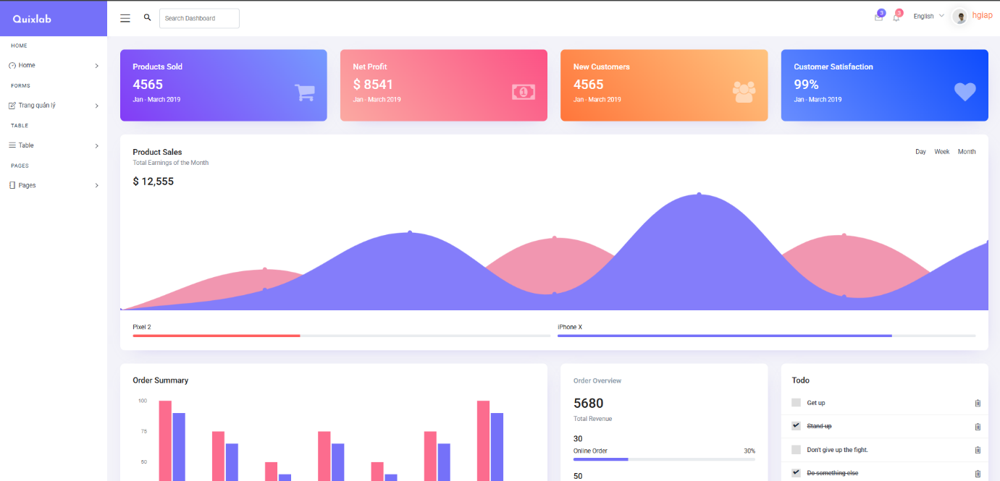 Quixlab
Search Dashboard
3
3
English
hgiap
HOME
Home
FORMS
Trang quản lý
TABLE
Table
PAGES
Pages
Products Sold
4565
Jan - March 2019
Net Profit
$ 8541
Jan - March 2019
1
New Customers
4565
Jan - March 2019
Customer Satisfaction
99%
Jan - March 2019
Product Sales
Total Earnings of the Month
$ 12,555
Day Week Month
Pixel 2
iPhone X
Order Summary
100
75
50
Order Overview
5680
Total Revenue
30
Online Order 30%
50
Todo
Get up
Stand up
Don't give up the fight.
Do something else